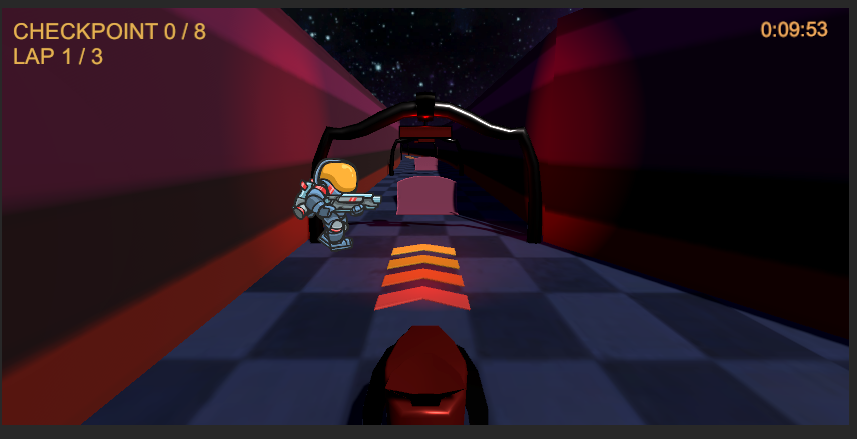 CHECKPOINT 0 / 8
LAP 1 / 3
0:09:53